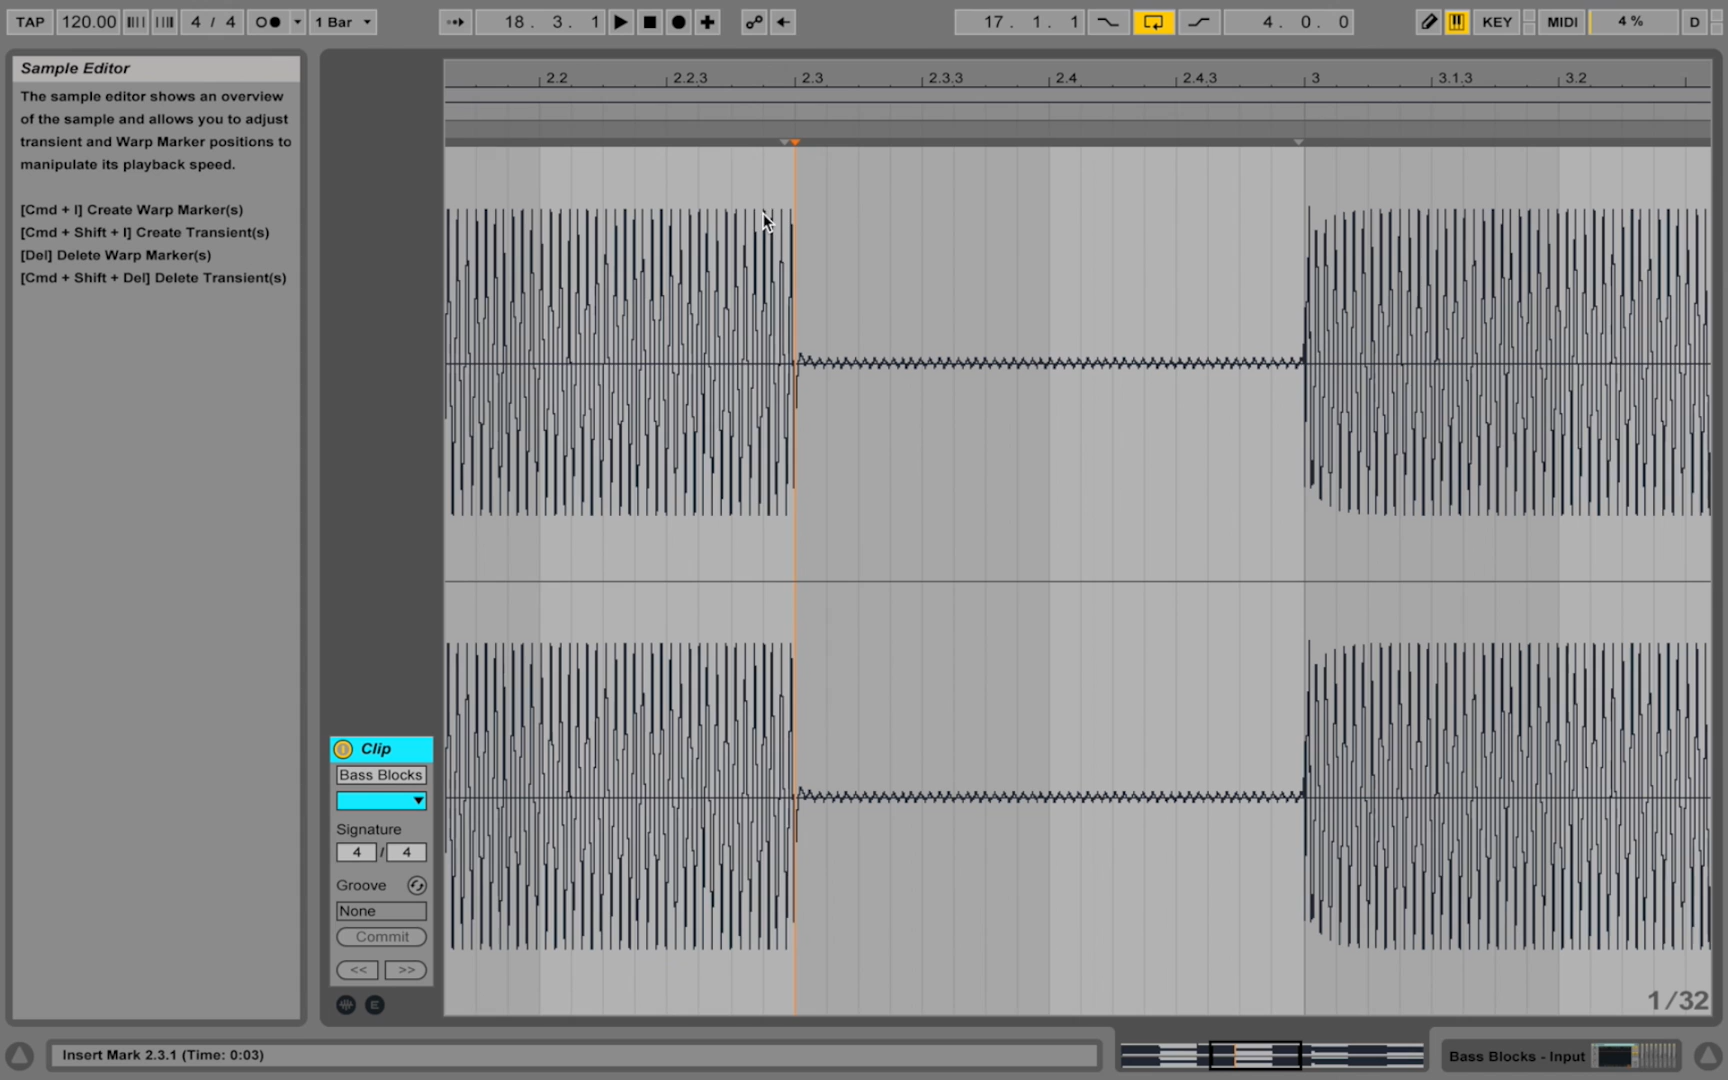 TAP 120.00 4 / 4 1 Bar 18. 3. 1 17. 1. 1 4. 0. 0 KEY MIDI 4 % D
Sample Editor
The sample editor shows an overview
of the sample and allows you to adjust
transient and Warp Marker positions to
manipulate its playback speed.
[Cmd + I] Create Warp Marker(s)
[Cmd + Shift + I] Create Transient(s)
[Del] Delete Warp Marker(s)
[Cmd + Shift + Del] Delete Transient(s)
2.2 2.2.3 2.3 2.3.3 2.4 2.4.3 3 3.1.3 3.2
Clip
Bass Blocks
Signature
4 / 4
Groove
None
Commit
<< >>
E
1/32
Insert Mark 2.3.1 (Time: 0:03)
Bass Blocks - Input